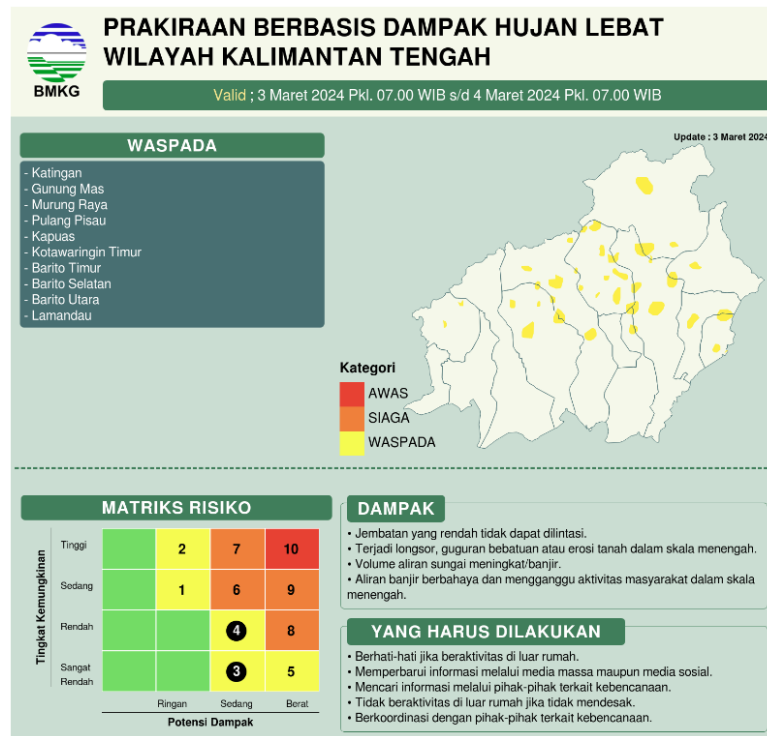 PRAKIRAAN BERBASIS DAMPAK HUJAN LEBAT
WILAYAH KALIMANTAN TENGAH
BMKG
Valid ; 3 Maret 2024 Pkl. 07.00 WIB s/d 4 Maret 2024 Pkl. 07.00 WIB
WASPADA
- Katingan
- Gunung Mas
- Murung Raya
- Pulang Pisau
- Kapuas
- Kotawaringin Timur
- Barito Timur
- Barito Selatan
- Barito Utara
- Lamandau
Update : 3 Maret 2024
Kategori
AWAS
SIAGA
WASPADA
MATRIKS RISIKO
Tingkat Kemungkinan
Tinggi
2
7
10
Sedang
1
6
9
Rendah
4
8
Sangat
Rendah
3
5
Ringan
Sedang
Berat
Potensi Dampak
DAMPAK
• Jembatan yang rendah tidak dapat dilintasi.
• Terjadi longsor, guguran bebatuan atau erosi tanah dalam skala menengah.
• Volume aliran sungai meningkat/banjir.
• Aliran banjir berbahaya dan mengganggu aktivitas masyarakat dalam skala
menengah.
YANG HARUS DILAKUKAN
• Berhati-hati jika beraktivitas di luar rumah.
• Memperbarui informasi melalui media massa maupun media sosial.
• Mencari informasi melalui pihak-pihak terkait kebencanaan.
• Tidak beraktivitas di luar rumah jika tidak mendesak.
• Berkoordinasi dengan pihak-pihak terkait kebencanaan.